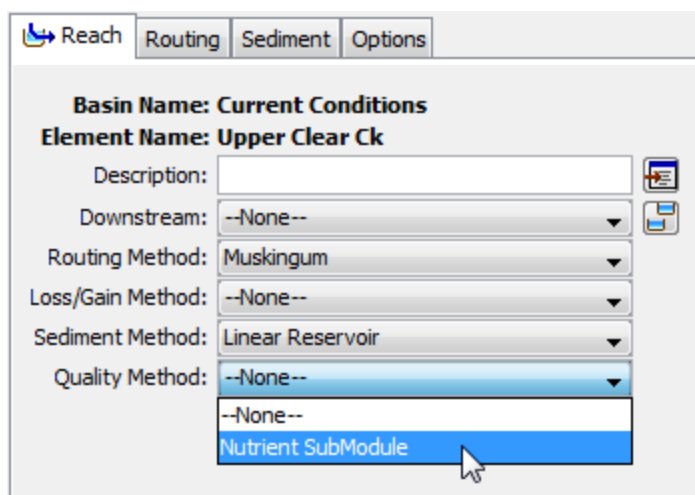 Reach Routing Sediment Options
Basin Name: Current Conditions
Element Name: Upper Clear Ck
Description:
Downstream: --None--
Routing Method: Muskingum
Loss/Gain Method: --None--
Sediment Method: Linear Reservoir
Quality Method: --None--
--None--
Nutrient SubModule